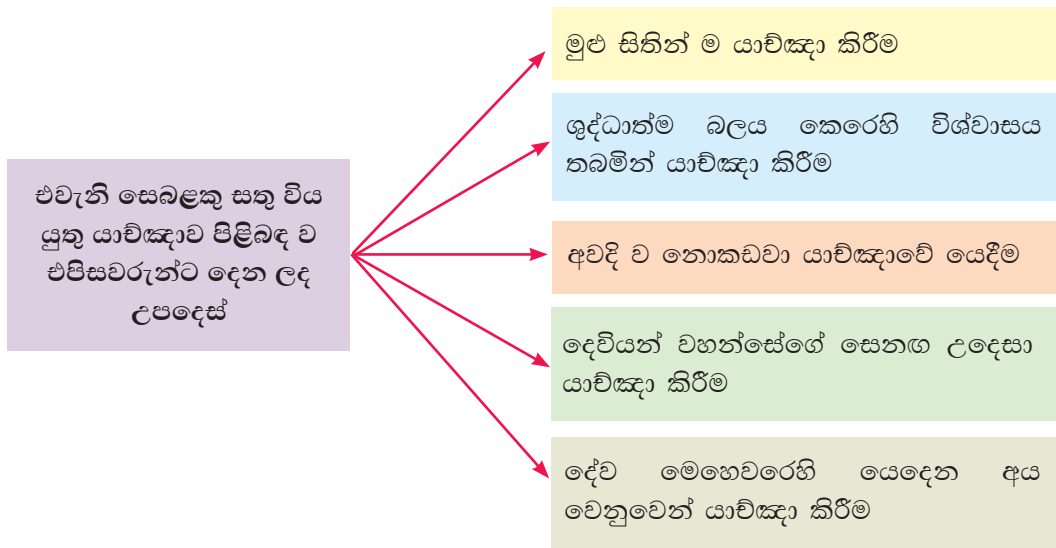 එවැනි සෙබළකු සතු විය
යුතු යාච්ඤාව පිළිබඳ ව
එපිසවරුන්ට දෙන ලද
උපදෙස්
මුළු සිතින් ම යාච්ඤා කිරීම
ශුද්ධාත්ම බලය කෙරෙහි විශ්වාසය
තබමින් යාච්ඤා කිරීම
අවදි ව නොකඩවා යාච්ඤාවේ යෙදීම
දෙවියන් වහන්සේගේ සෙනඟ උදෙසා
යාච්ඤා කිරීම
දේව මෙහෙවරෙහි යෙදෙන අය
වෙනුවෙන් යාච්ඤා කිරීම